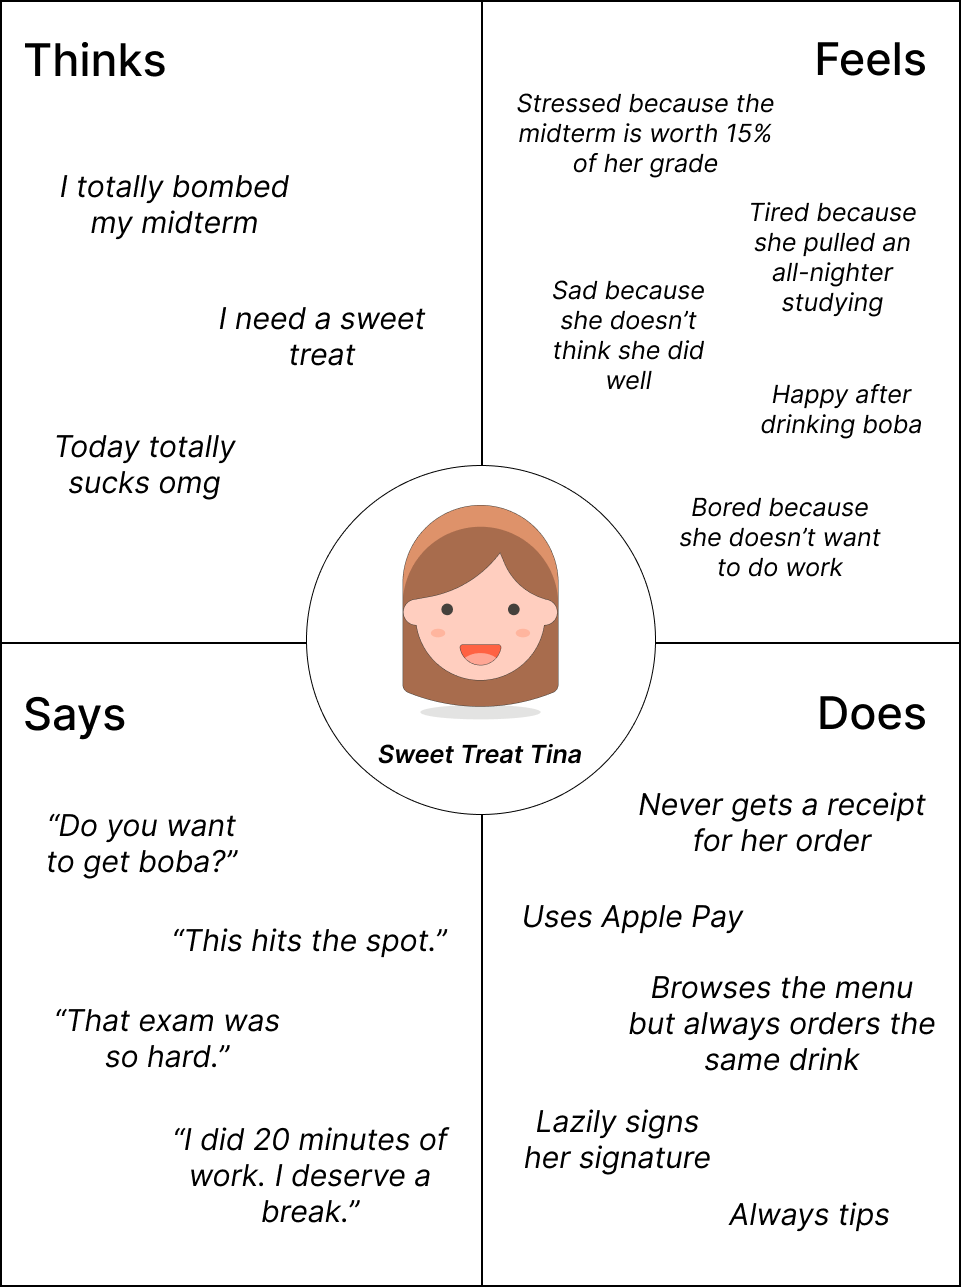 Thinks
I totally bombed
my midterm
I need a sweet
treat
Today totally
sucks omg
Feels
Stressed because the
midterm is worth 15%
of her grade
Tired because
she pulled an
all-nighter
studying
Sad because
she doesn’t
think she did
well
Happy after
drinking boba
Bored because
she doesn’t want
to do work
Sweet Treat Tina
Says
“Do you want
to get boba?”
“This hits the spot.”
“That exam was
so hard.”
“I did 20 minutes of
work. I deserve a
break.”
Does
Never gets a receipt
for her order
Uses Apple Pay
Browses the menu
but always orders the
same drink
Lazily signs
her signature
Always tips